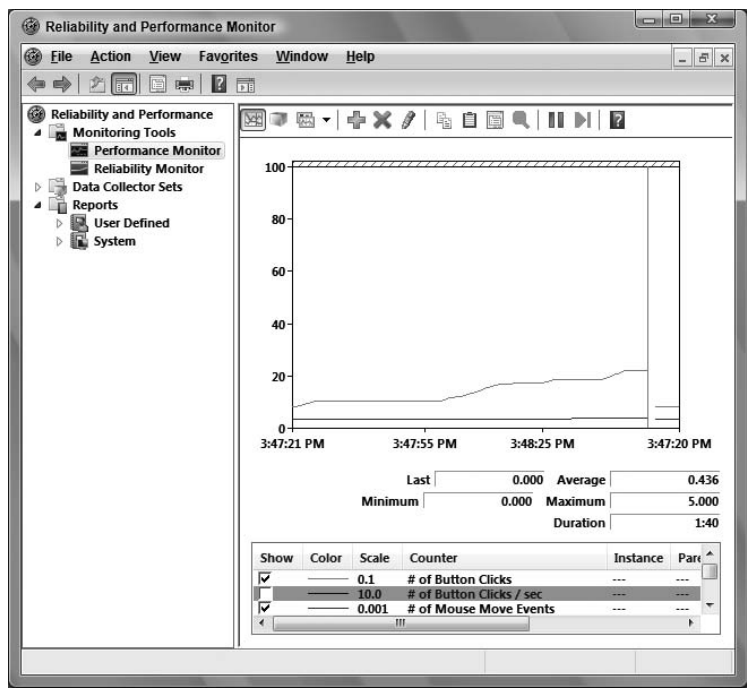 Reliability and Performance Monitor
File Action View Favorites Window Help
Reliability and Performance
Monitoring Tools
Performance Monitor
Reliability Monitor
Data Collector Sets
Reports
User Defined
System
100
80
60
40
20
0
3:47:21 PM 3:47:55 PM 3:48:25 PM 3:47:20 PM
Last 0.000 Average 0.436
Minimum 0.000 Maximum 5.000
Duration 1:40
Show Color Scale Counter Instance Pare
0.1 # of Button Clicks --- ---
10.0 # of Button Clicks / sec --- ---
0.001 # of Mouse Move Events --- ---